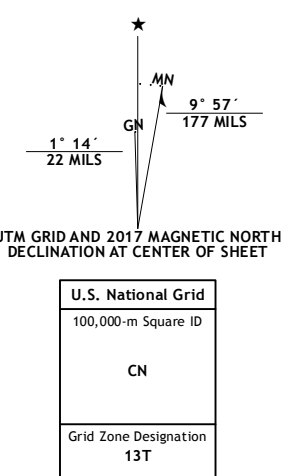 ★
MN
9° 57´
177 MILS
GN
1° 14´
22 MILS
UTM GRID AND 2017 MAGNETIC NORTH
DECLINATION AT CENTER OF SHEET
U.S. National Grid
100,000-m Square ID
CN
Grid Zone Designation
13T